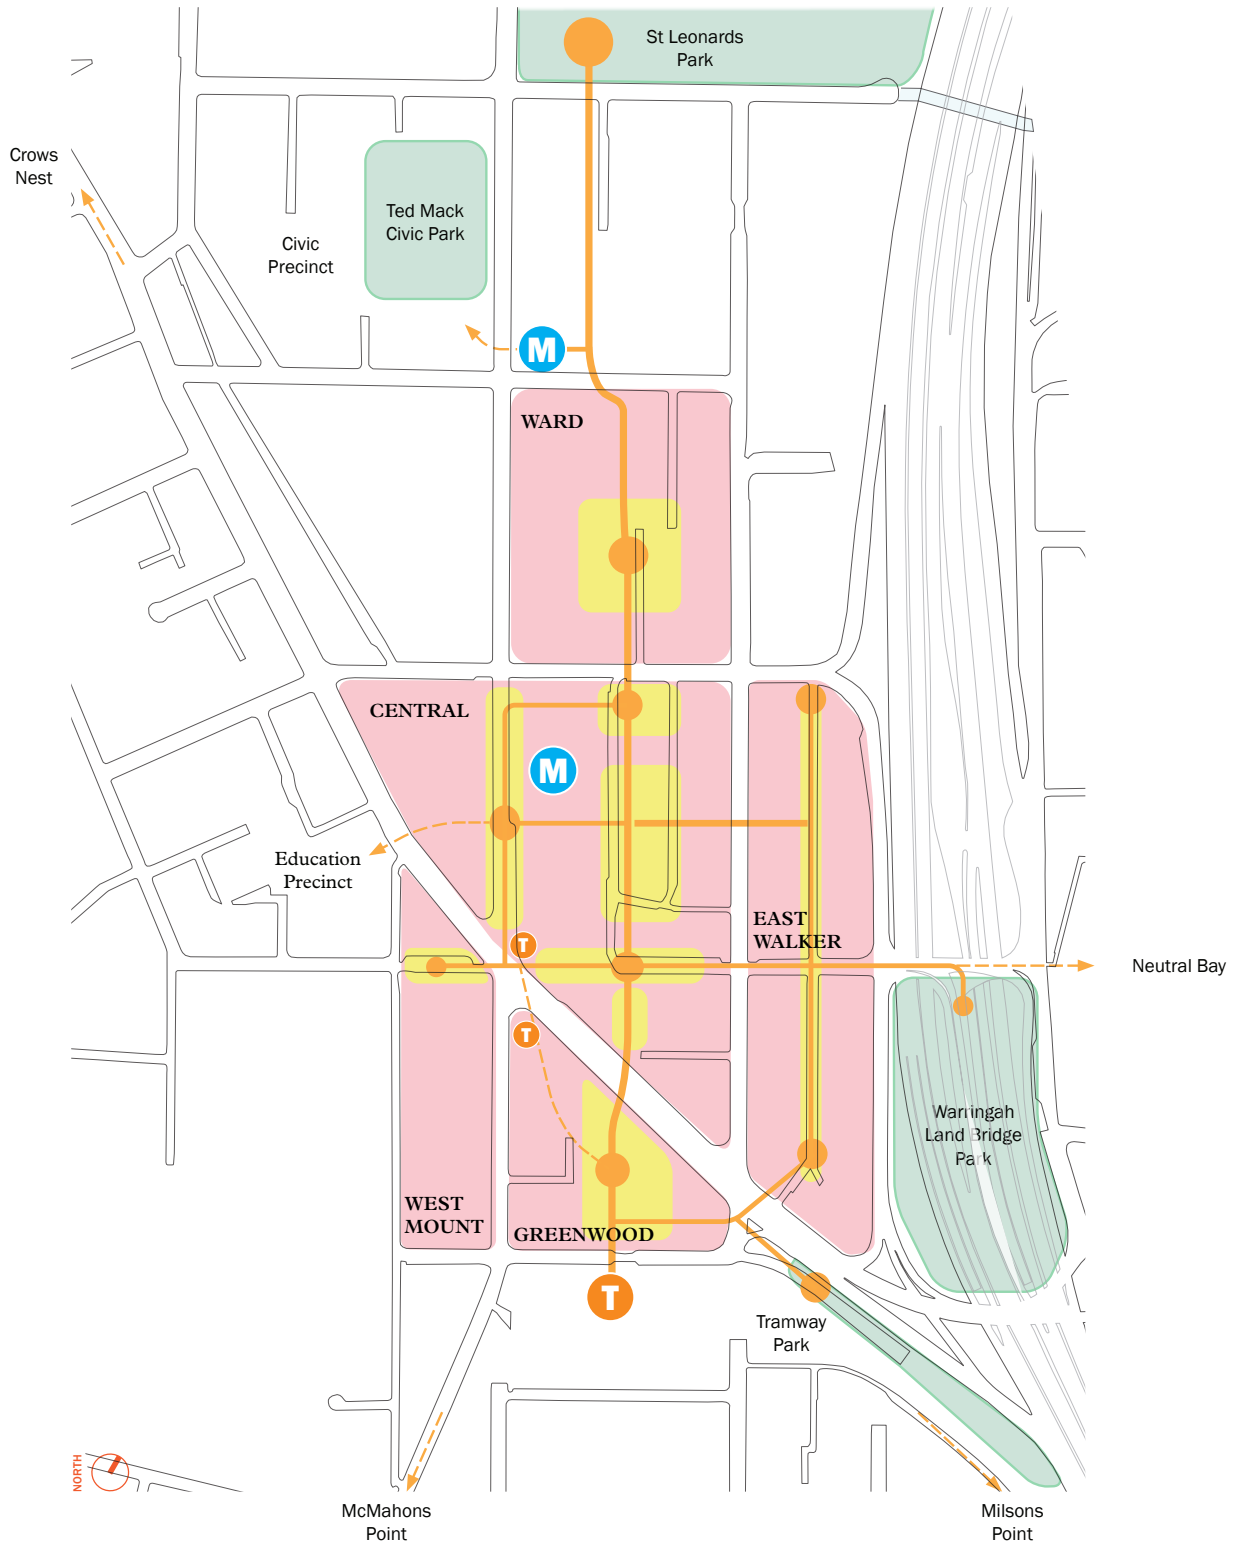 St Leonards
Park
Crows
Nest
Ted Mack
Civic Park
Civic
Precinct
M
WARD
CENTRAL
M
Education
Precinct
EAST
WALKER
T
Neutral Bay
T
Warringah
Land Bridge
Park
WEST
MOUNT
GREENWOOD
T
Tramway
Park
NORTH
McMahons
Point
Milsons
Point